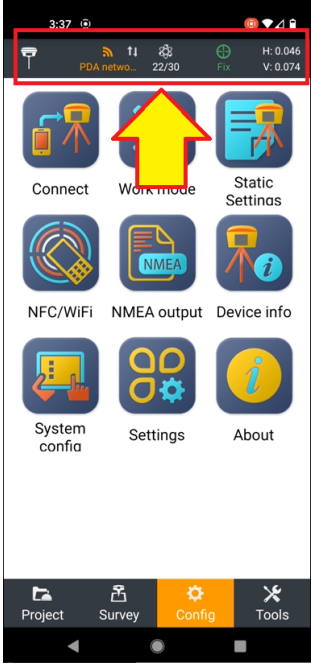 3:37
H: 0.046
PDA netwo... 22/30 Fix V: 0.074
Connect Work mode Static
Settings
NMEA
NFC/WiFi NMEA output Device info
System
config Settings About
Project Survey Config Tools